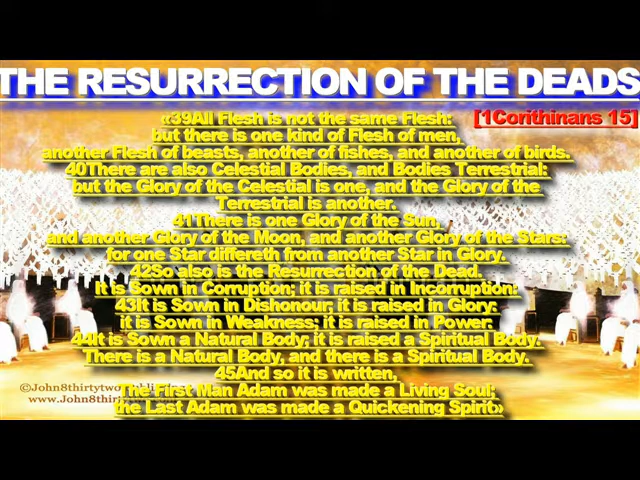 THE RESURRECTION OF THE DEADS
«39All Flesh is not the same Flesh: [1Corithinans 15]
but there is one kind of Flesh of men,
another Flesh of beasts, another of fishes, and another of birds.
40There are also Celestial Bodies, and Bodies Terrestrial:
but the Glory of the Celestial is one, and the Glory of the
Terrestrial is another.
41There is one Glory of the Sun,
and another Glory of the Moon, and another Glory of the Stars:
for one Star differeth from another Star in Glory.
42So also is the Resurrection of the Dead.
It is Sown in Corruption; it is raised in Incorruption:
43It is Sown in Dishonour; it is raised in Glory:
it is Sown in Weakness; it is raised in Power:
44It is Sown a Natural Body; it is raised a Spiritual Body.
There is a Natural Body, and there is a Spiritual Body.
45And so it is written,
©John8thirtytwo
The First Man Adam was made a Living Soul;
www.John8thirty
the Last Adam was made a Quickening Spirit»